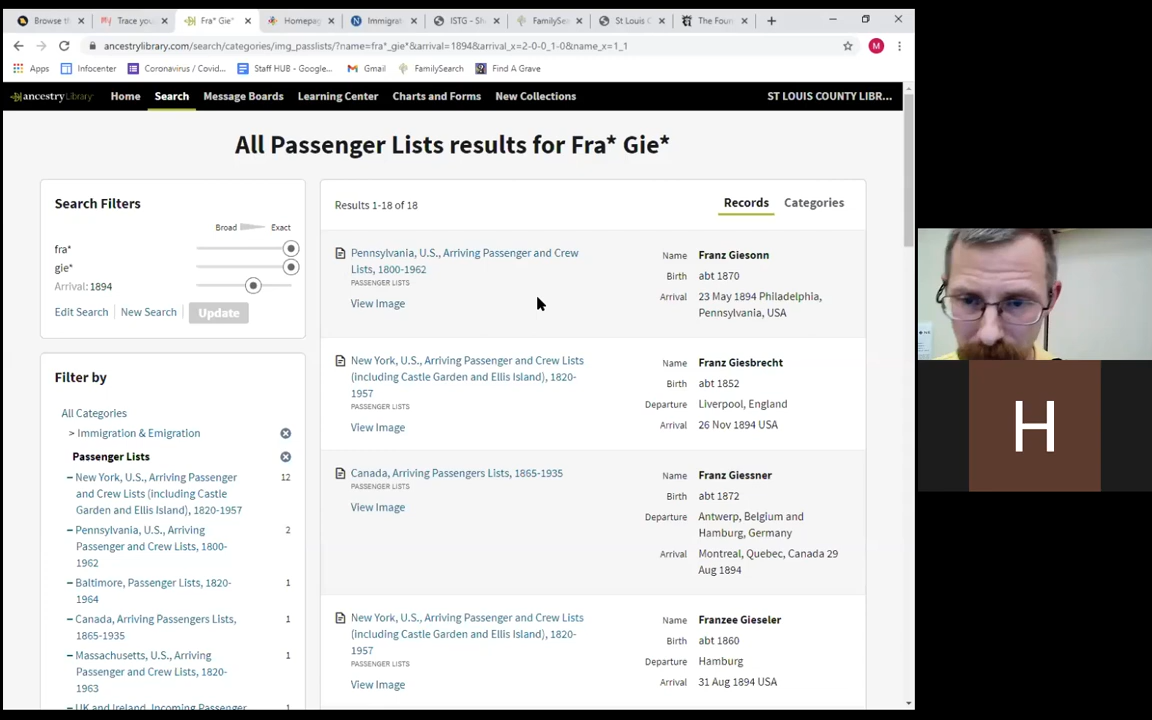 Browse th
Trace you
Fra* Gie*
Homepag
Immigrat
ISTG - Sh
FamilySea
St Louis C
The Foun
ancestrylibrary.com/search/categories/img_passlists/?name=fra*_gie*&arrival=1894&arrival_x=2-0-0_1-0&name_x=1_1
M
Apps
Infocenter
Coronavirus / Covid...
Staff HUB - Google...
Gmail
FamilySearch
Find A Grave
ancestryLibrary
Home
Search
Message Boards
Learning Center
Charts and Forms
New Collections
ST LOUIS COUNTY LIBR...
All Passenger Lists results for Fra* Gie*
Search Filters
Broad
Exact
fra*
gie*
Arrival: 1894
Edit Search
New Search
Update
Filter by
All Categories
> Immigration & Emigration
Passenger Lists
New York, U.S., Arriving Passenger 12
and Crew Lists (including Castle
Garden and Ellis Island), 1820-1957
Pennsylvania, U.S., Arriving 2
Passenger and Crew Lists, 1800-
1962
Baltimore, Passenger Lists, 1820- 1
1964
Canada, Arriving Passengers Lists, 1
1865-1935
Massachusetts, U.S., Arriving 1
Passenger and Crew Lists, 1820-
1963
UK and Ireland, Incoming Passenger 1
Results 1-18 of 18
Records
Categories
Pennsylvania, U.S., Arriving Passenger and Crew
Lists, 1800-1962
PASSENGER LISTS
View Image
Name Franz Giesonn
Birth abt 1870
Arrival 23 May 1894 Philadelphia,
Pennsylvania, USA
New York, U.S., Arriving Passenger and Crew Lists
(including Castle Garden and Ellis Island), 1820-
1957
PASSENGER LISTS
View Image
Name Franz Giesbrecht
Birth abt 1852
Departure Liverpool, England
Arrival 26 Nov 1894 USA
Canada, Arriving Passengers Lists, 1865-1935
PASSENGER LISTS
View Image
Name Franz Giessner
Birth abt 1872
Departure Antwerp, Belgium and
Hamburg, Germany
Arrival Montreal, Quebec, Canada 29
Aug 1894
New York, U.S., Arriving Passenger and Crew Lists
(including Castle Garden and Ellis Island), 1820-
1957
PASSENGER LISTS
View Image
Name Franzee Gieseler
Birth abt 1860
Departure Hamburg
Arrival 31 Aug 1894 USA
H